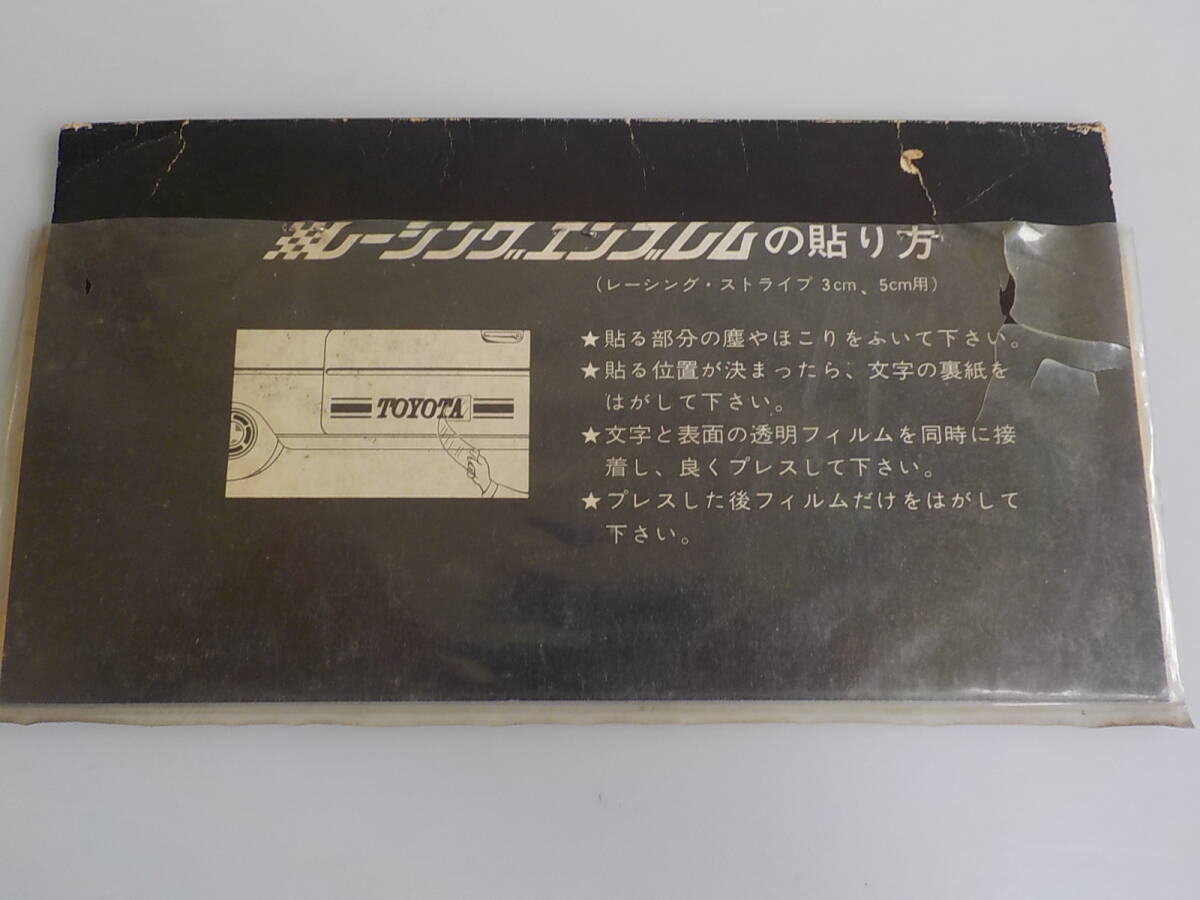 レーシングエンブレムの貼り方
(レーシング・ストライプ 3cm、5cm用)
★貼る部分の塵やほこりをふいて下さい。
★貼る位置が決まったら、文字の裏紙を
はがして下さい。
★文字と表面の透明フィルムを同時に接
着し、良くプレスして下さい。
★プレスした後フィルムだけをはがして
下さい。
TOYOTA